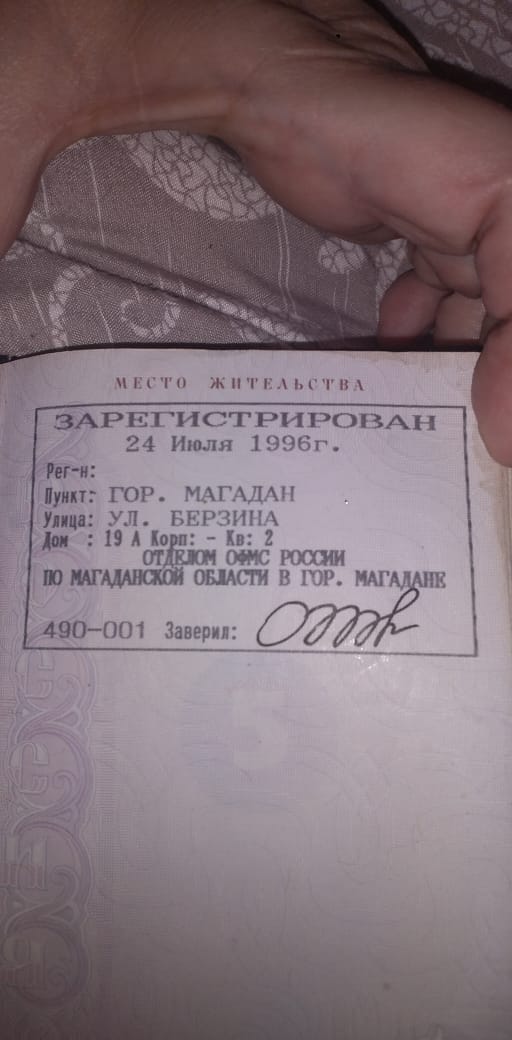 МЕСТО ЖИТЕЛЬСТВА
ЗАРЕГИСТРИРОВАН
24 Июля 1996г.
Рег-н:
Пункт: ГОР. МАГАДАН
Улица: УЛ. БЕРЗИНА
Дом : 19 А Корп: - Кв: 2
ОТДЕЛОМ ОФМС РОССИИ
ПО МАГАДАНСКОЙ ОБЛАСТИ В ГОР. МАГАДАНЕ
490-001 Заверил:
5